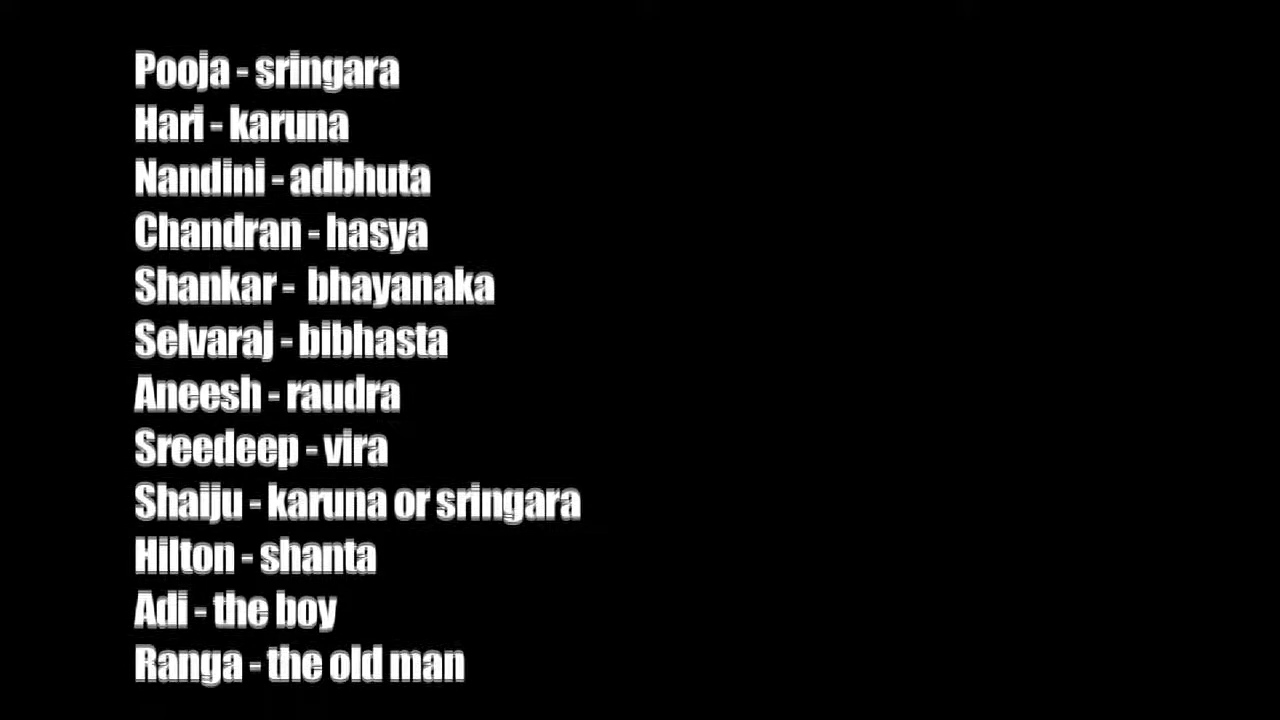 Pooja - sringara
Hari - karuna
Nandini - adbhuta
Chandran - hasya
Shankar -  bhayanaka
Selvaraj - bibhasta
Aneesh - raudra
Sreedeep - vira
Shaiju - karuna or sringara
Hilton - shanta
Adi - the boy
Ranga - the old man